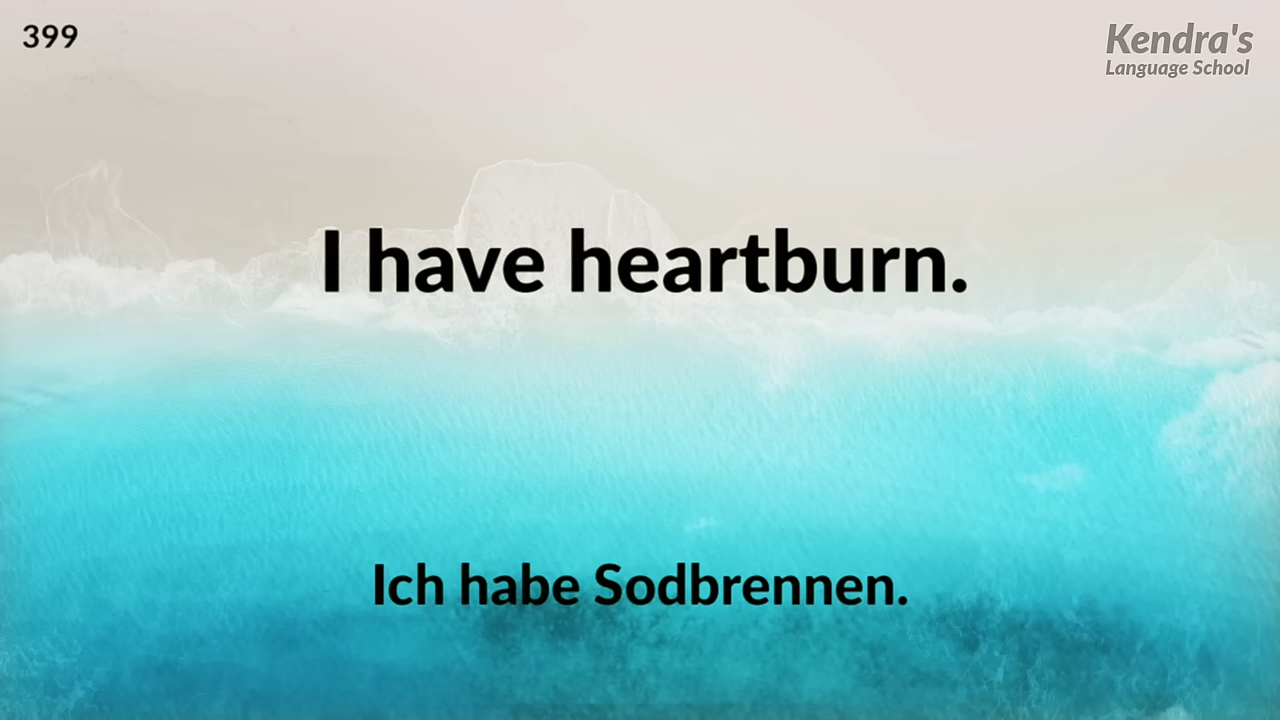 399
Kendra's
Language School
I have heartburn.
Ich habe Sodbrennen.